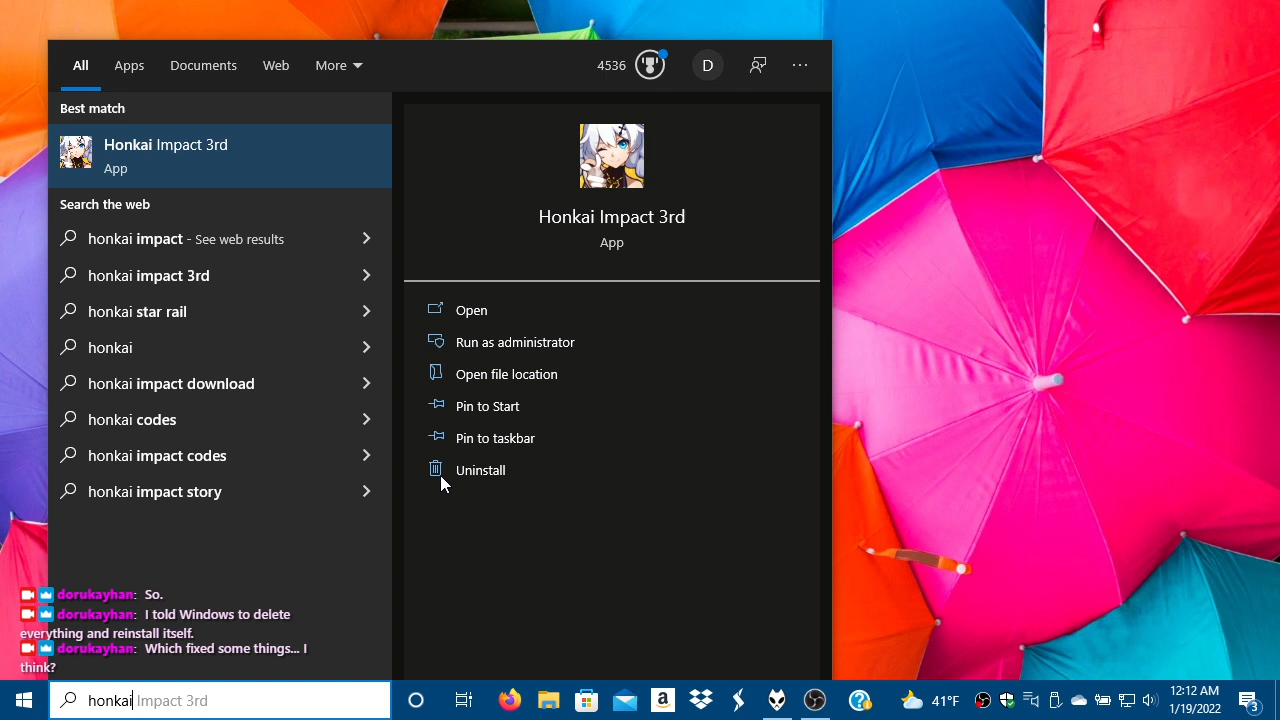 All Apps Documents Web More 4536 D
Best match
Honkai Impact 3rd
App
Search the web
honkai impact - See web results
honkai impact 3rd
honkai star rail
honkai
honkai impact download
honkai codes
honkai impact codes
honkai impact story
Honkai Impact 3rd
App
Open
Run as administrator
Open file location
Pin to Start
Pin to taskbar
Uninstall
dorukayhan: So.
dorukayhan: I told Windows to delete
everything and reinstall itself.
dorukayhan: Which fixed some things... I
think?
honkai Impact 3rd
a
?
41°F
12:12 AM
1/19/2022
3